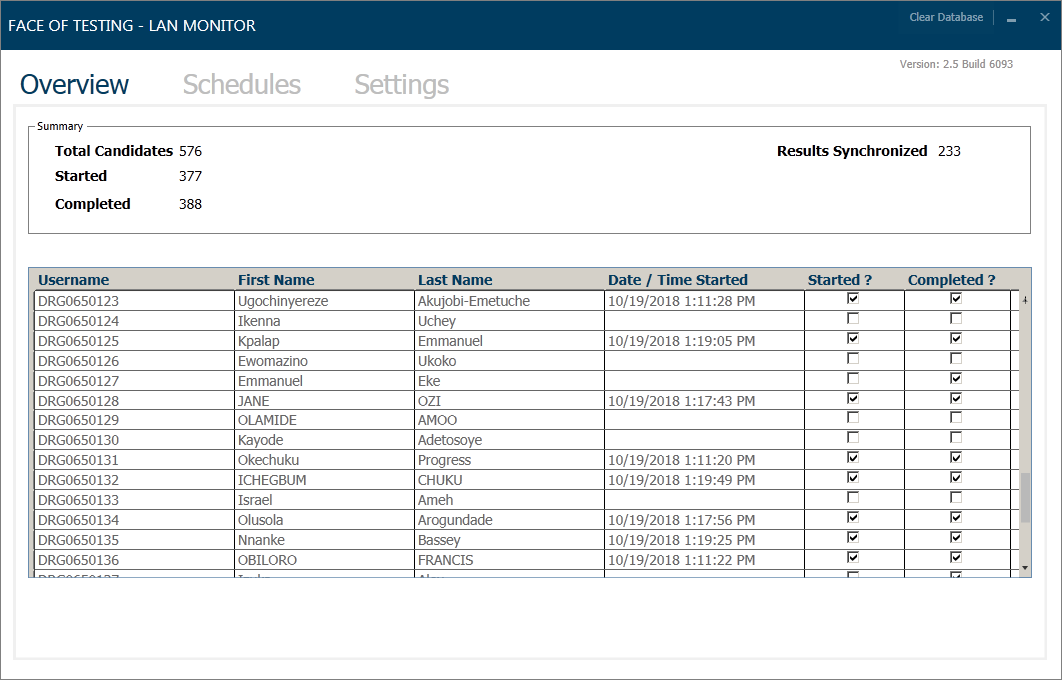 FACE OF TESTING - LAN MONITOR
Clear Database
Version: 2.5 Build 6093
Overview Schedules Settings
Summary
Total Candidates 576 Results Synchronized 233
Started 377
Completed 388
Username First Name Last Name Date / Time Started Started ? Completed ?
DRG0650123 Ugochinyereze Akujobi-Emetuche 10/19/2018 1:11:28 PM
DRG0650124 Ikenna Uchey
DRG0650125 Kpalap Emmanuel 10/19/2018 1:19:05 PM
DRG0650126 Ewomazino Ukoko
DRG0650127 Emmanuel Eke
DRG0650128 JANE OZI 10/19/2018 1:17:43 PM
DRG0650129 OLAMIDE AMOO
DRG0650130 Kayode Adetosoye
DRG0650131 Okechuku Progress 10/19/2018 1:11:20 PM
DRG0650132 ICHEGBUM CHUKU 10/19/2018 1:19:49 PM
DRG0650133 Israel Ameh
DRG0650134 Olusola Arogundade 10/19/2018 1:17:56 PM
DRG0650135 Nnanke Bassey 10/19/2018 1:19:25 PM
DRG0650136 OBILORO FRANCIS 10/19/2018 1:11:22 PM